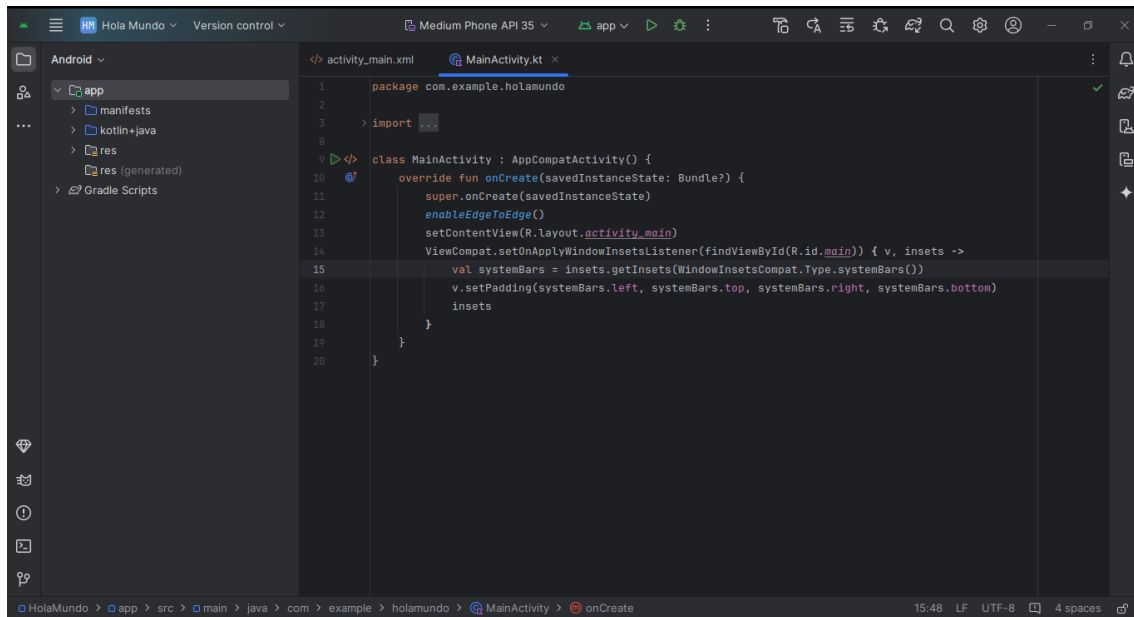 HM Hola Mundo Version control Medium Phone API 35 app
Android
app
manifests
kotlin+java
res
res (generated)
Gradle Scripts
activity_main.xml MainActivity.kt
1 package com.example.holamundo
2
3 import ...
8
9 class MainActivity : AppCompatActivity() {
10 override fun onCreate(savedInstanceState: Bundle?) {
11 super.onCreate(savedInstanceState)
12 enableEdgeToEdge()
13 setContentView(R.layout.activity_main)
14 ViewCompat.setOnApplyWindowInsetsListener(findViewById(R.id.main)) { v, insets ->
15 val systemBars = insets.getInsets(WindowInsetsCompat.Type.systemBars())
16 v.setPadding(systemBars.left, systemBars.top, systemBars.right, systemBars.bottom)
17 insets
18 }
19 }
20 }
HolaMundo > app > src > main > java > com > example > holamundo > MainActivity > onCreate 15:48 LF UTF-8 4 spaces